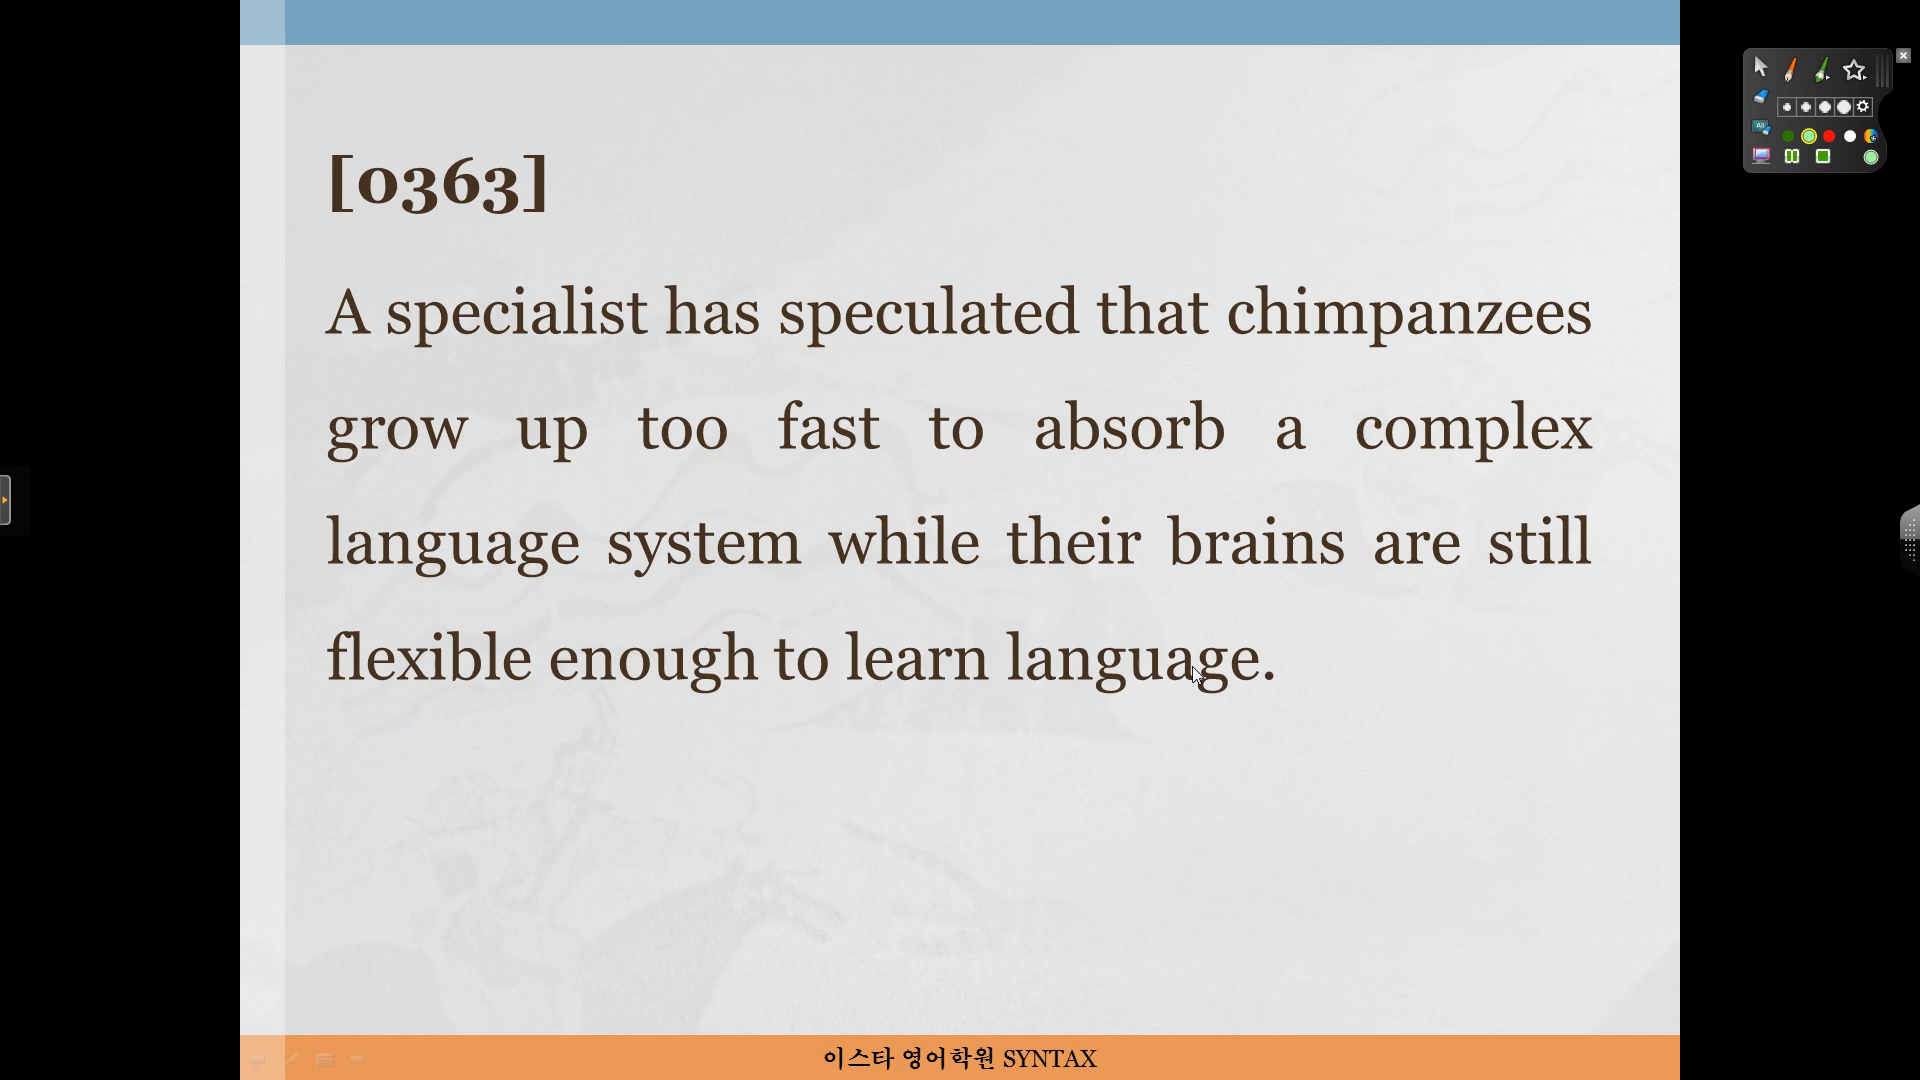 [0363]
A specialist has speculated that chimpanzees
grow up too fast to absorb a complex
language system while their brains are still
flexible enough to learn language.
이스타 영어학원 SYNTAX
All